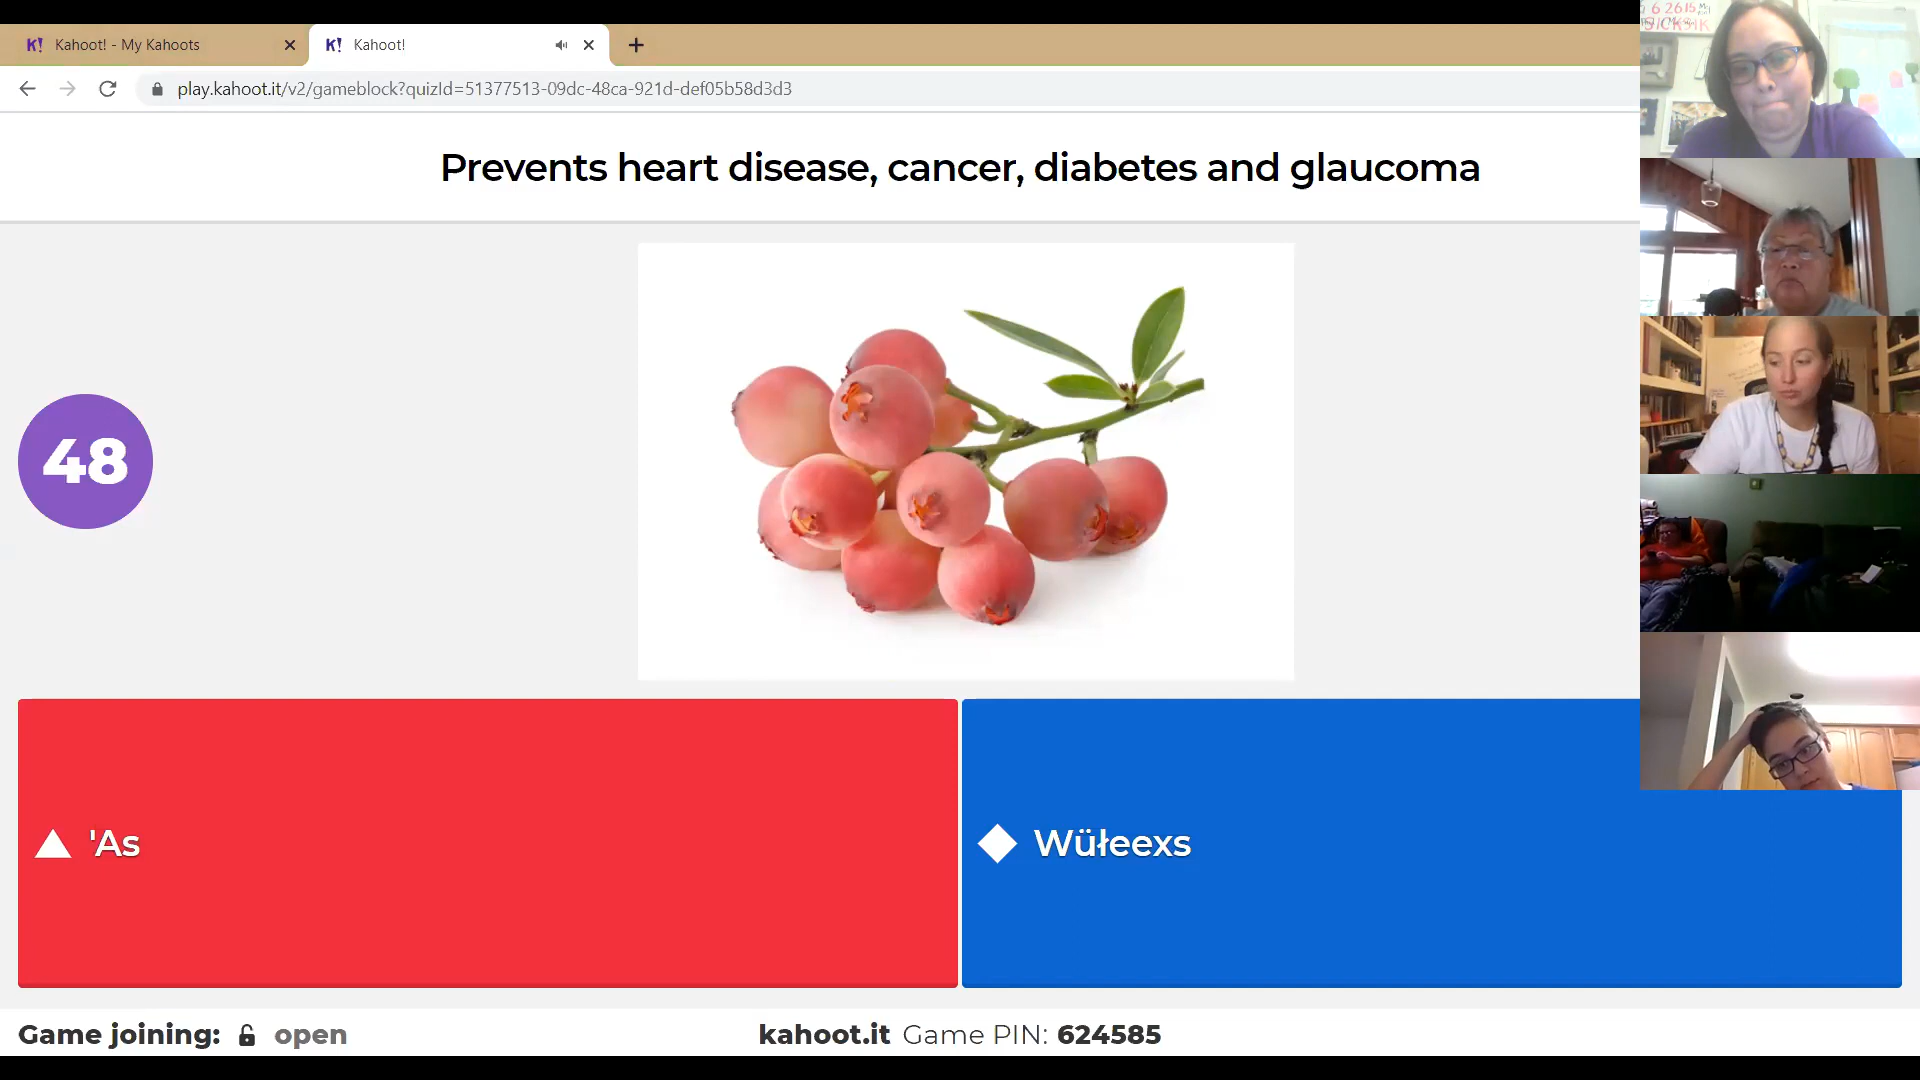 Kahoot! - My Kahoots
Kahoot!
play.kahoot.it/v2/gameblock?quizId=51377513-09dc-48ca-921d-def05b58d3d3
Prevents heart disease, cancer, diabetes and glaucoma
48
'As
Wüłeexs
Game joining: open
kahoot.it Game PIN: 624585